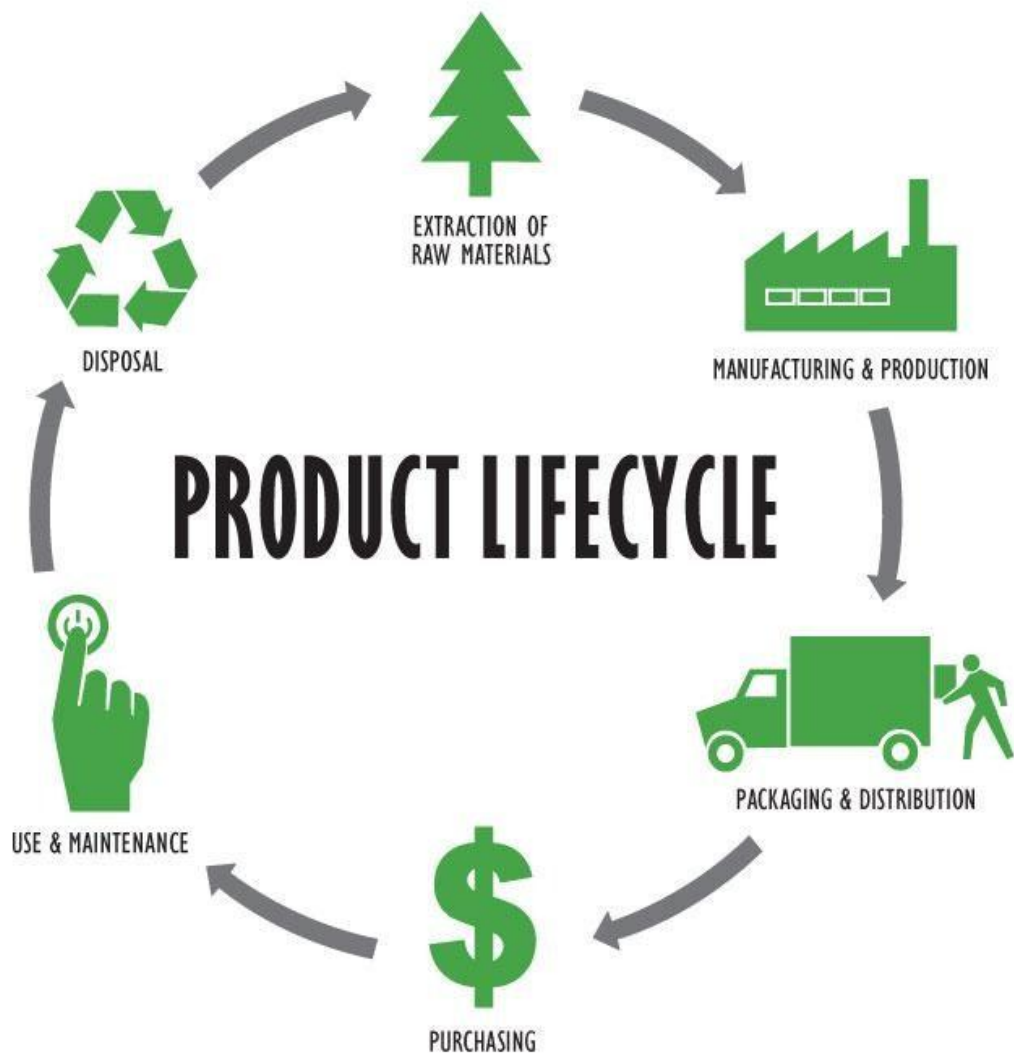 EXTRACTION OF
RAW MATERIALS
MANUFACTURING & PRODUCTION
PACKAGING & DISTRIBUTION
PURCHASING
USE & MAINTENANCE
DISPOSAL
PRODUCT LIFECYCLE